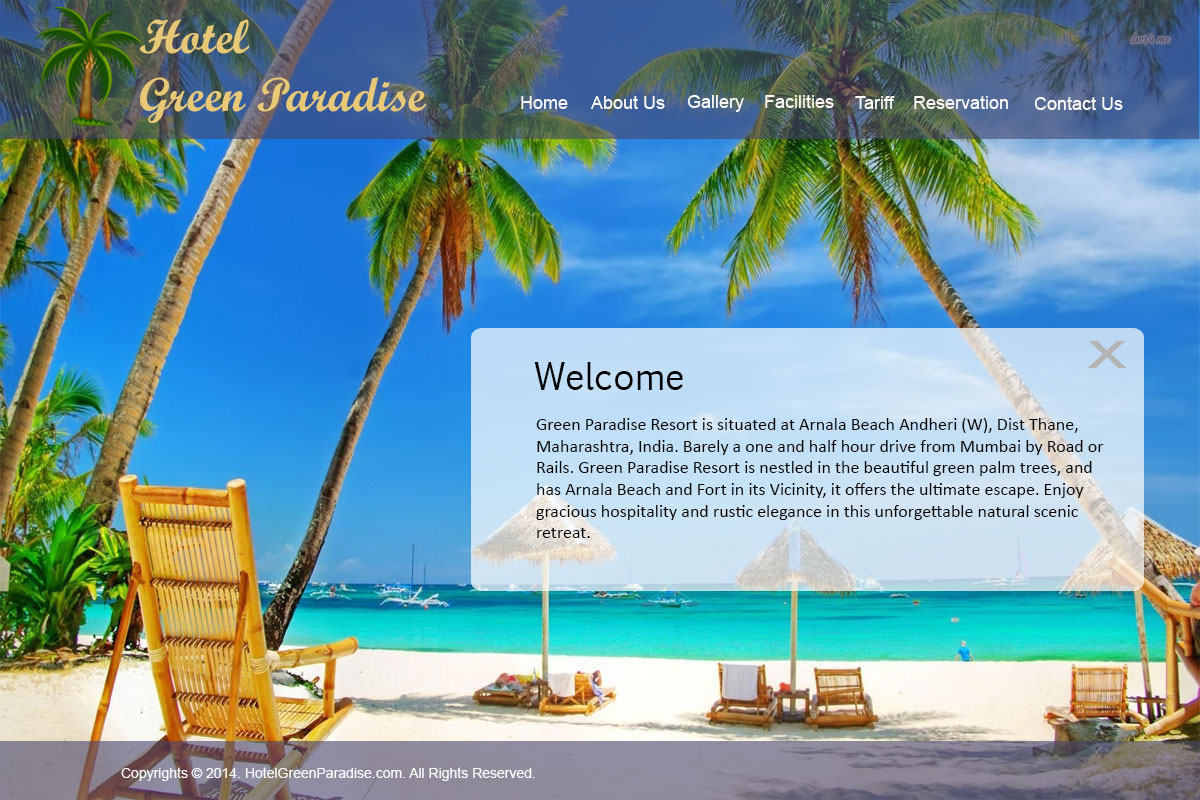 Hotel
Green Paradise
Home About Us Gallery Facilities Tariff Reservation Contact Us
Welcome
Green Paradise Resort is situated at Arnala Beach Andheri (W), Dist Thane,
Maharashtra, India. Barely a one and half hour drive from Mumbai by Road or
Rails. Green Paradise Resort is nestled in the beautiful green palm trees, and
has Arnala Beach and Fort in its Vicinity, it offers the ultimate escape. Enjoy
gracious hospitality and rustic elegance in this unforgettable natural scenic
retreat.
Copyrights © 2014. HotelGreenParadise.com. All Rights Reserved.